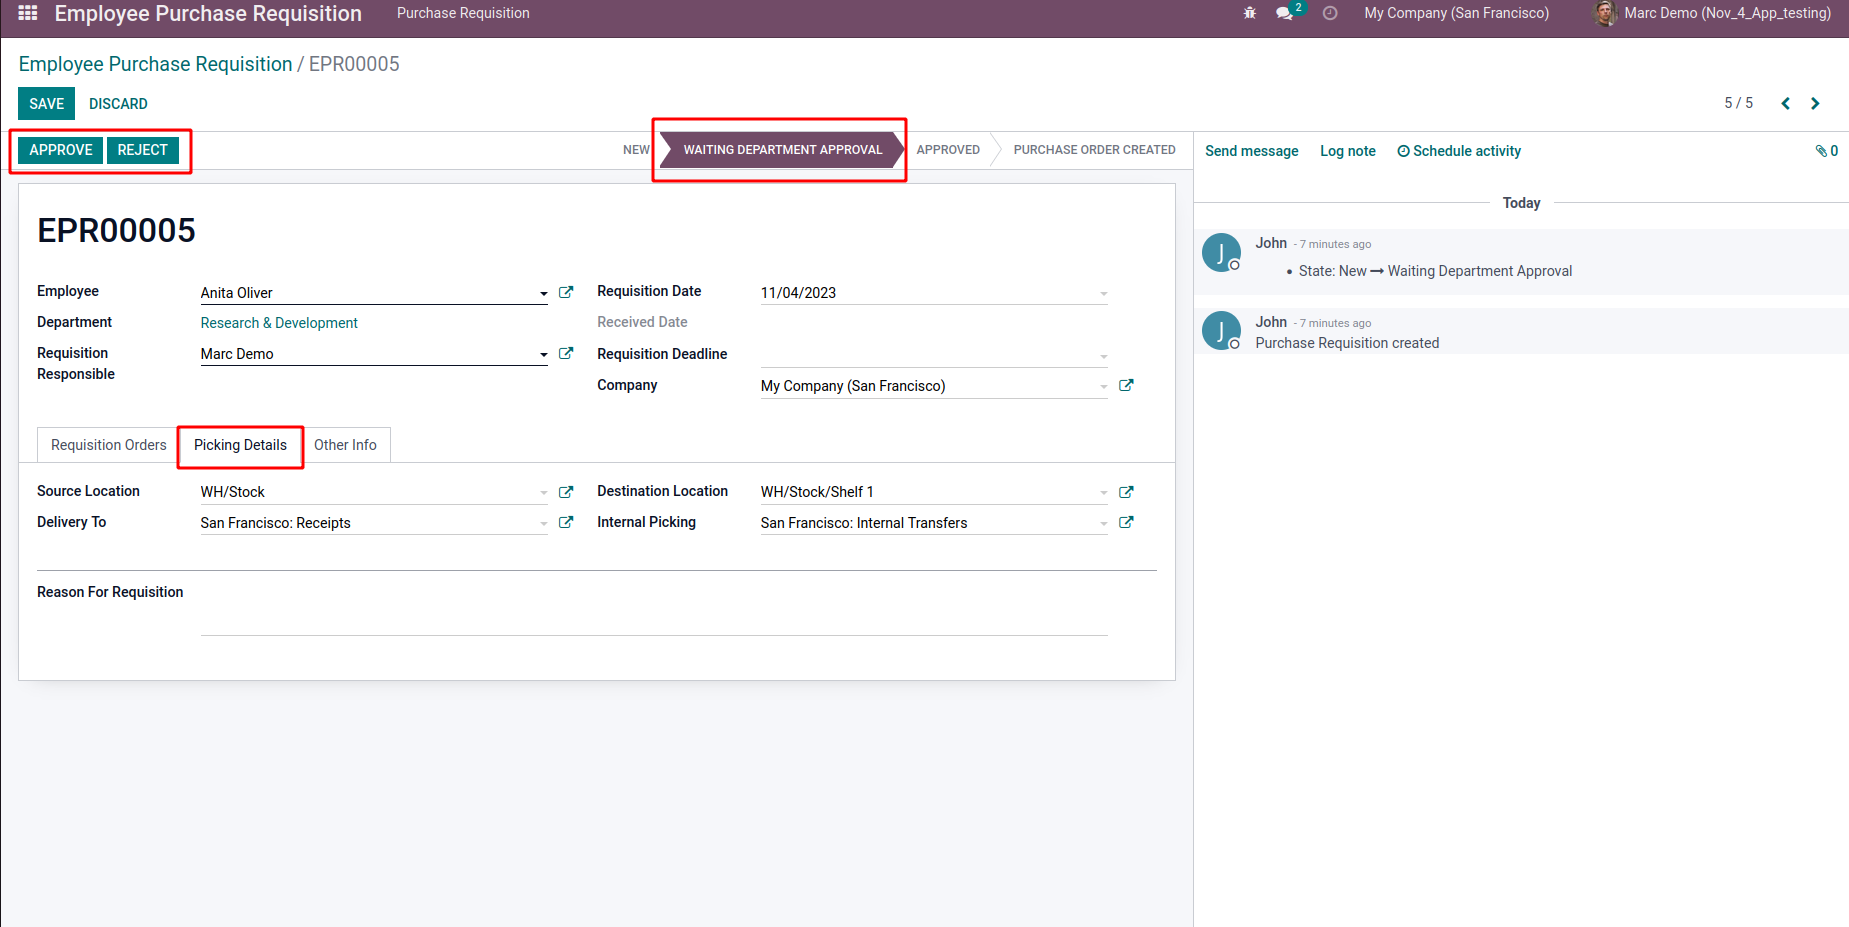 Employee Purchase Requisition Purchase Requisition 2 My Company (San Francisco) Marc Demo (Nov_4_App_testing)
Employee Purchase Requisition / EPR00005
SAVE DISCARD 5 / 5
APPROVE REJECT NEW WAITING DEPARTMENT APPROVAL APPROVED PURCHASE ORDER CREATED
Send message Log note Schedule activity 0
EPR00005
Employee Anita Oliver
Department Research & Development
Requisition Responsible Marc Demo
Requisition Date 11/04/2023
Received Date
Requisition Deadline
Company My Company (San Francisco)
Requisition Orders Picking Details Other Info
Source Location WH/Stock
Delivery To San Francisco: Receipts
Destination Location WH/Stock/Shelf 1
Internal Picking San Francisco: Internal Transfers
Reason For Requisition
Today
J John - 7 minutes ago
• State: New → Waiting Department Approval
J John - 7 minutes ago
Purchase Requisition created